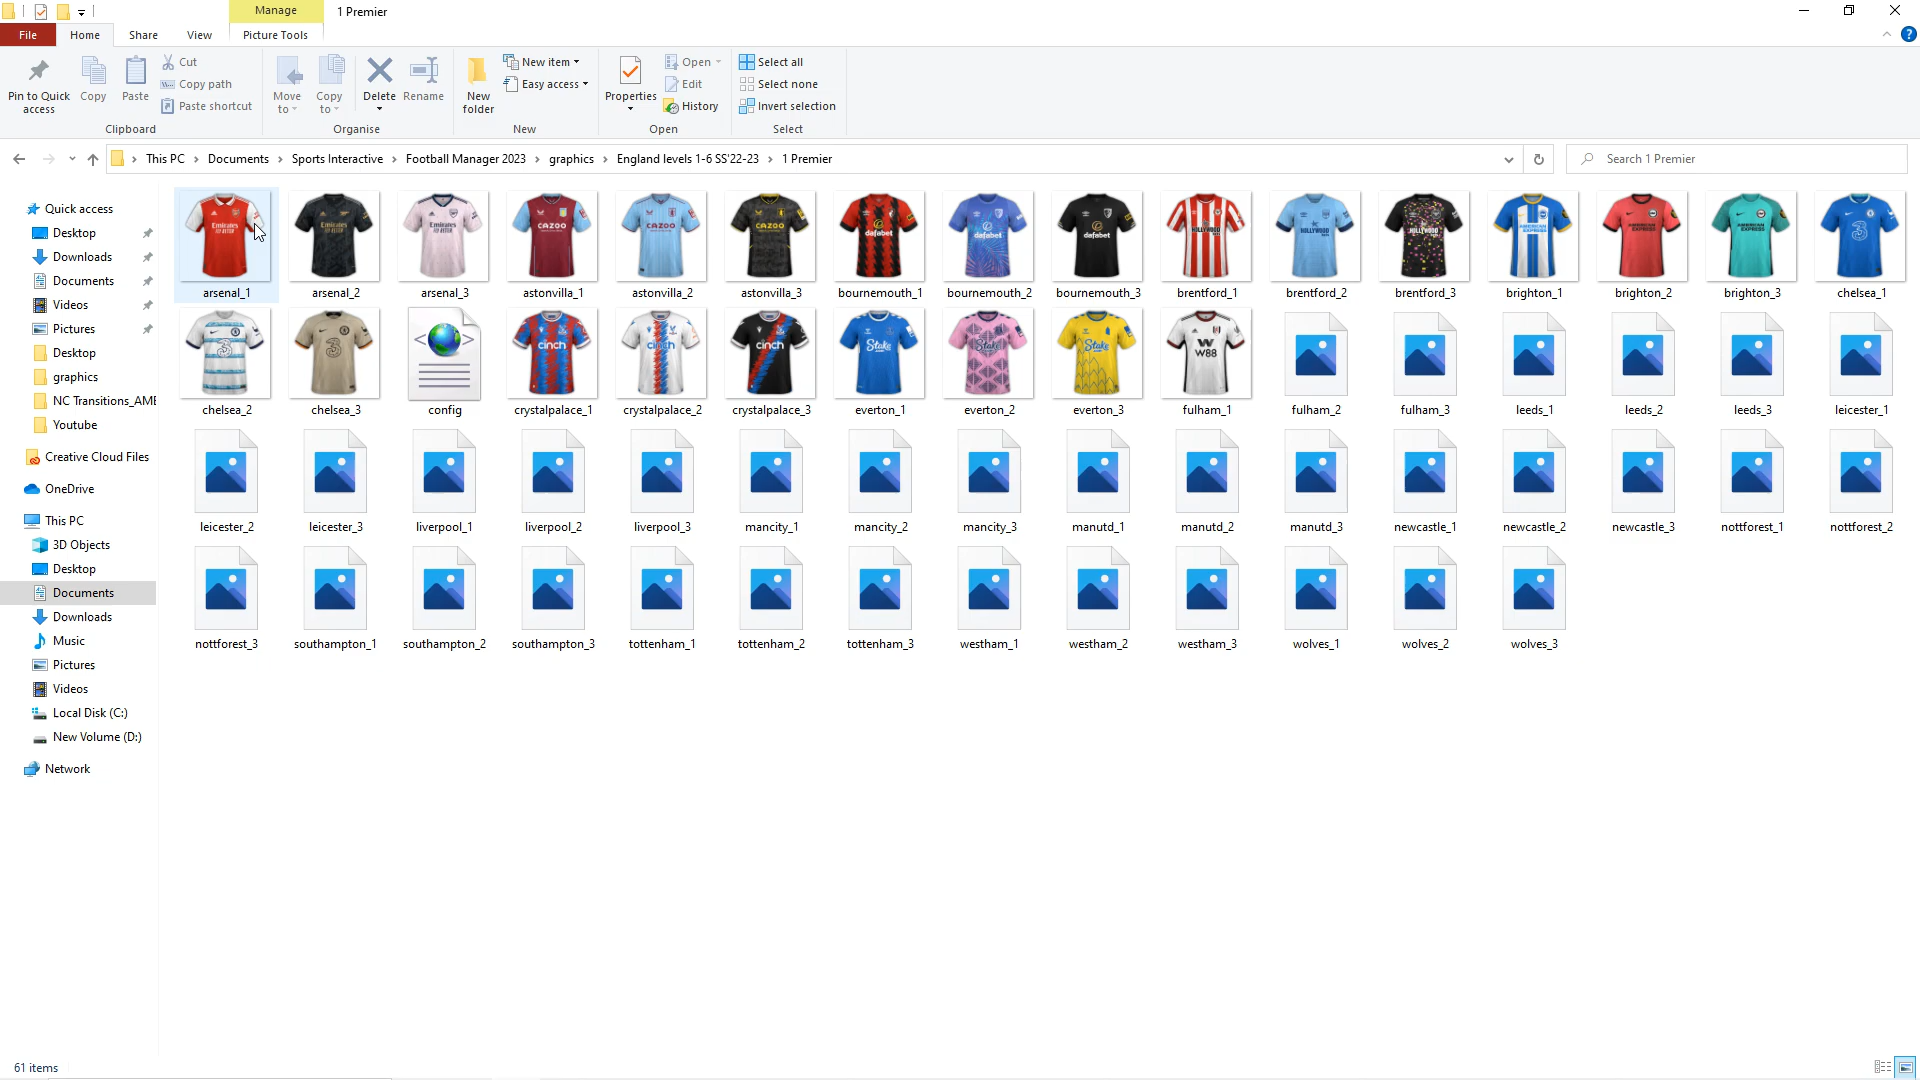 Manage 1 Premier
File Home Share View Picture Tools
Pin to Quick access
Copy
Paste
Cut
Copy path
Paste shortcut
Clipboard
Move to
Copy to
Delete
Rename
Organise
New folder
New item
Easy access
New
Properties
Open
Edit
History
Open
Select all
Select none
Invert selection
Select
This PC › Documents › Sports Interactive › Football Manager 2023 › graphics › England levels 1-6 SS'22-23 › 1 Premier
Search 1 Premier
Quick access
Desktop
Downloads
Documents
Videos
Pictures
Desktop
graphics
NC Transitions_AME
Youtube
Creative Cloud Files
OneDrive
This PC
3D Objects
Desktop
Documents
Downloads
Music
Pictures
Videos
Local Disk (C:)
New Volume (D:)
Network
arsenal_1 arsenal_2 arsenal_3 astonvilla_1 astonvilla_2 astonvilla_3 bournemouth_1 bournemouth_2 bournemouth_3 brentford_1 brentford_2 brentford_3 brighton_1 brighton_2 brighton_3 chelsea_1
chelsea_2 chelsea_3 config crystalpalace_1 crystalpalace_2 crystalpalace_3 everton_1 everton_2 everton_3 fulham_1 fulham_2 fulham_3 leeds_1 leeds_2 leeds_3 leicester_1
leicester_2 leicester_3 liverpool_1 liverpool_2 liverpool_3 mancity_1 mancity_2 mancity_3 manutd_1 manutd_2 manutd_3 newcastle_1 newcastle_2 newcastle_3 nottforest_1 nottforest_2
nottforest_3 southampton_1 southampton_2 southampton_3 tottenham_1 tottenham_2 tottenham_3 westham_1 westham_2 westham_3 wolves_1 wolves_2 wolves_3
61 items